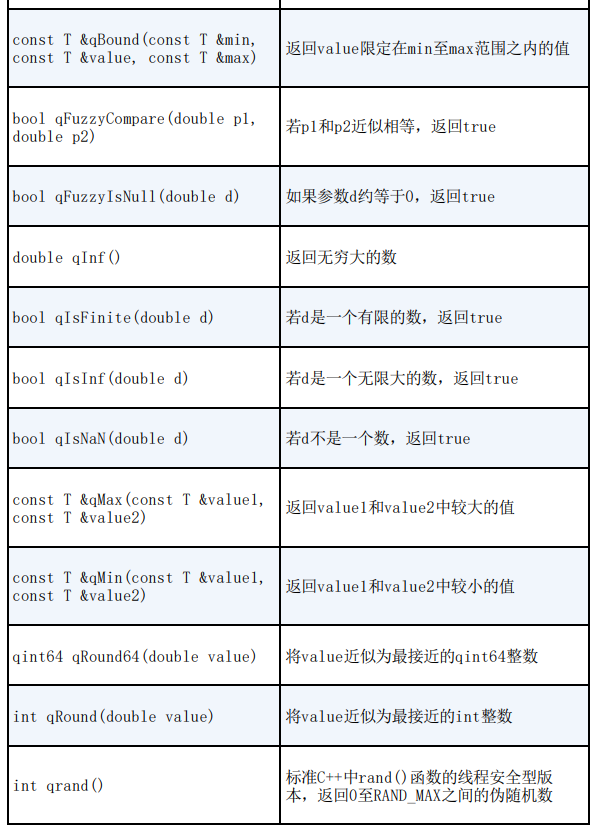 const T &qBound(const T &min,
const T &value, const T &max)
返回value限定在min至max范围之内的值
bool qFuzzyCompare(double p1,
double p2)
若p1和p2近似相等，返回true
bool qFuzzyIsNull(double d)
如果参数d约等于0，返回true
double qInf()
返回无穷大的数
bool qIsFinite(double d)
若d是一个有限的数，返回true
bool qIsInf(double d)
若d是一个无限大的数，返回true
bool qIsNaN(double d)
若d不是一个数，返回true
const T &qMax(const T &value1,
const T &value2)
返回value1和value2中较大的值
const T &qMin(const T &value1,
const T &value2)
返回value1和value2中较小的值
qint64 qRound64(double value)
将value近似为最接近的qint64整数
int qRound(double value)
将value近似为最接近的int整数
int qrand()
标准C++中rand()函数的线程安全型版
本，返回0至RAND_MAX之间的伪随机数